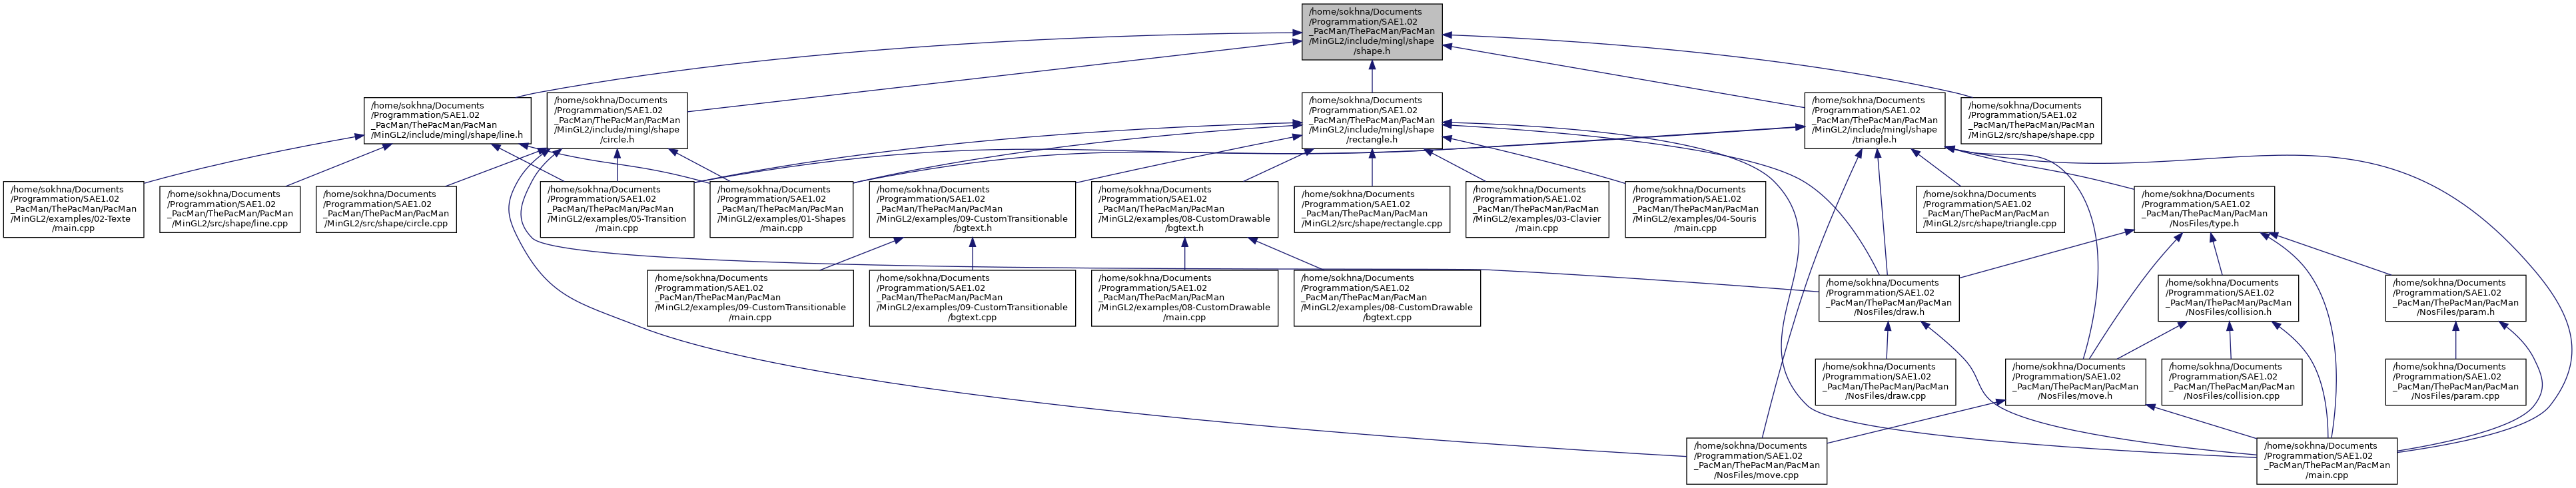 /home/sokhna/Documents
/Programmation/SAE1.02
_PacMan/ThePacMan/PacMan
/MinGL2/include/mingl/shape
/shape.h
/home/sokhna/Documents
/Programmation/SAE1.02
_PacMan/ThePacMan/PacMan
/MinGL2/include/mingl/shape/line.h
/home/sokhna/Documents
/Programmation/SAE1.02
_PacMan/ThePacMan/PacMan
/MinGL2/include/mingl/shape
/circle.h
/home/sokhna/Documents
/Programmation/SAE1.02
_PacMan/ThePacMan/PacMan
/MinGL2/include/mingl/shape
/rectangle.h
/home/sokhna/Documents
/Programmation/SAE1.02
_PacMan/ThePacMan/PacMan
/MinGL2/include/mingl/shape
/triangle.h
/home/sokhna/Documents
/Programmation/SAE1.02
_PacMan/ThePacMan/PacMan
/MinGL2/src/shape/shape.cpp
/home/sokhna/Documents
/Programmation/SAE1.02
_PacMan/ThePacMan/PacMan
/MinGL2/examples/02-Texte
/main.cpp
/home/sokhna/Documents
/Programmation/SAE1.02
_PacMan/ThePacMan/PacMan
/MinGL2/src/shape/line.cpp
/home/sokhna/Documents
/Programmation/SAE1.02
_PacMan/ThePacMan/PacMan
/MinGL2/src/shape/circle.cpp
/home/sokhna/Documents
/Programmation/SAE1.02
_PacMan/ThePacMan/PacMan
/MinGL2/examples/05-Transition
/main.cpp
/home/sokhna/Documents
/Programmation/SAE1.02
_PacMan/ThePacMan/PacMan
/MinGL2/examples/01-Shapes
/main.cpp
/home/sokhna/Documents
/Programmation/SAE1.02
_PacMan/ThePacMan/PacMan
/MinGL2/examples/09-CustomTransitionable
/bgtext.h
/home/sokhna/Documents
/Programmation/SAE1.02
_PacMan/ThePacMan/PacMan
/MinGL2/examples/08-CustomDrawable
/bgtext.h
/home/sokhna/Documents
/Programmation/SAE1.02
_PacMan/ThePacMan/PacMan
/MinGL2/src/shape/rectangle.cpp
/home/sokhna/Documents
/Programmation/SAE1.02
_PacMan/ThePacMan/PacMan
/MinGL2/examples/03-Clavier
/main.cpp
/home/sokhna/Documents
/Programmation/SAE1.02
_PacMan/ThePacMan/PacMan
/MinGL2/examples/04-Souris
/main.cpp
/home/sokhna/Documents
/Programmation/SAE1.02
_PacMan/ThePacMan/PacMan
/MinGL2/src/shape/triangle.cpp
/home/sokhna/Documents
/Programmation/SAE1.02
_PacMan/ThePacMan/PacMan
/NosFiles/type.h
/home/sokhna/Documents
/Programmation/SAE1.02
_PacMan/ThePacMan/PacMan
/MinGL2/examples/09-CustomTransitionable
/main.cpp
/home/sokhna/Documents
/Programmation/SAE1.02
_PacMan/ThePacMan/PacMan
/MinGL2/examples/09-CustomTransitionable
/bgtext.cpp
/home/sokhna/Documents
/Programmation/SAE1.02
_PacMan/ThePacMan/PacMan
/MinGL2/examples/08-CustomDrawable
/main.cpp
/home/sokhna/Documents
/Programmation/SAE1.02
_PacMan/ThePacMan/PacMan
/MinGL2/examples/08-CustomDrawable
/bgtext.cpp
/home/sokhna/Documents
/Programmation/SAE1.02
_PacMan/ThePacMan/PacMan
/NosFiles/draw.h
/home/sokhna/Documents
/Programmation/SAE1.02
_PacMan/ThePacMan/PacMan
/NosFiles/collision.h
/home/sokhna/Documents
/Programmation/SAE1.02
_PacMan/ThePacMan/PacMan
/NosFiles/param.h
/home/sokhna/Documents
/Programmation/SAE1.02
_PacMan/ThePacMan/PacMan
/NosFiles/draw.cpp
/home/sokhna/Documents
/Programmation/SAE1.02
_PacMan/ThePacMan/PacMan
/NosFiles/move.h
/home/sokhna/Documents
/Programmation/SAE1.02
_PacMan/ThePacMan/PacMan
/NosFiles/collision.cpp
/home/sokhna/Documents
/Programmation/SAE1.02
_PacMan/ThePacMan/PacMan
/NosFiles/param.cpp
/home/sokhna/Documents
/Programmation/SAE1.02
_PacMan/ThePacMan/PacMan
/NosFiles/move.cpp
/home/sokhna/Documents
/Programmation/SAE1.02
_PacMan/ThePacMan/PacMan
/main.cpp